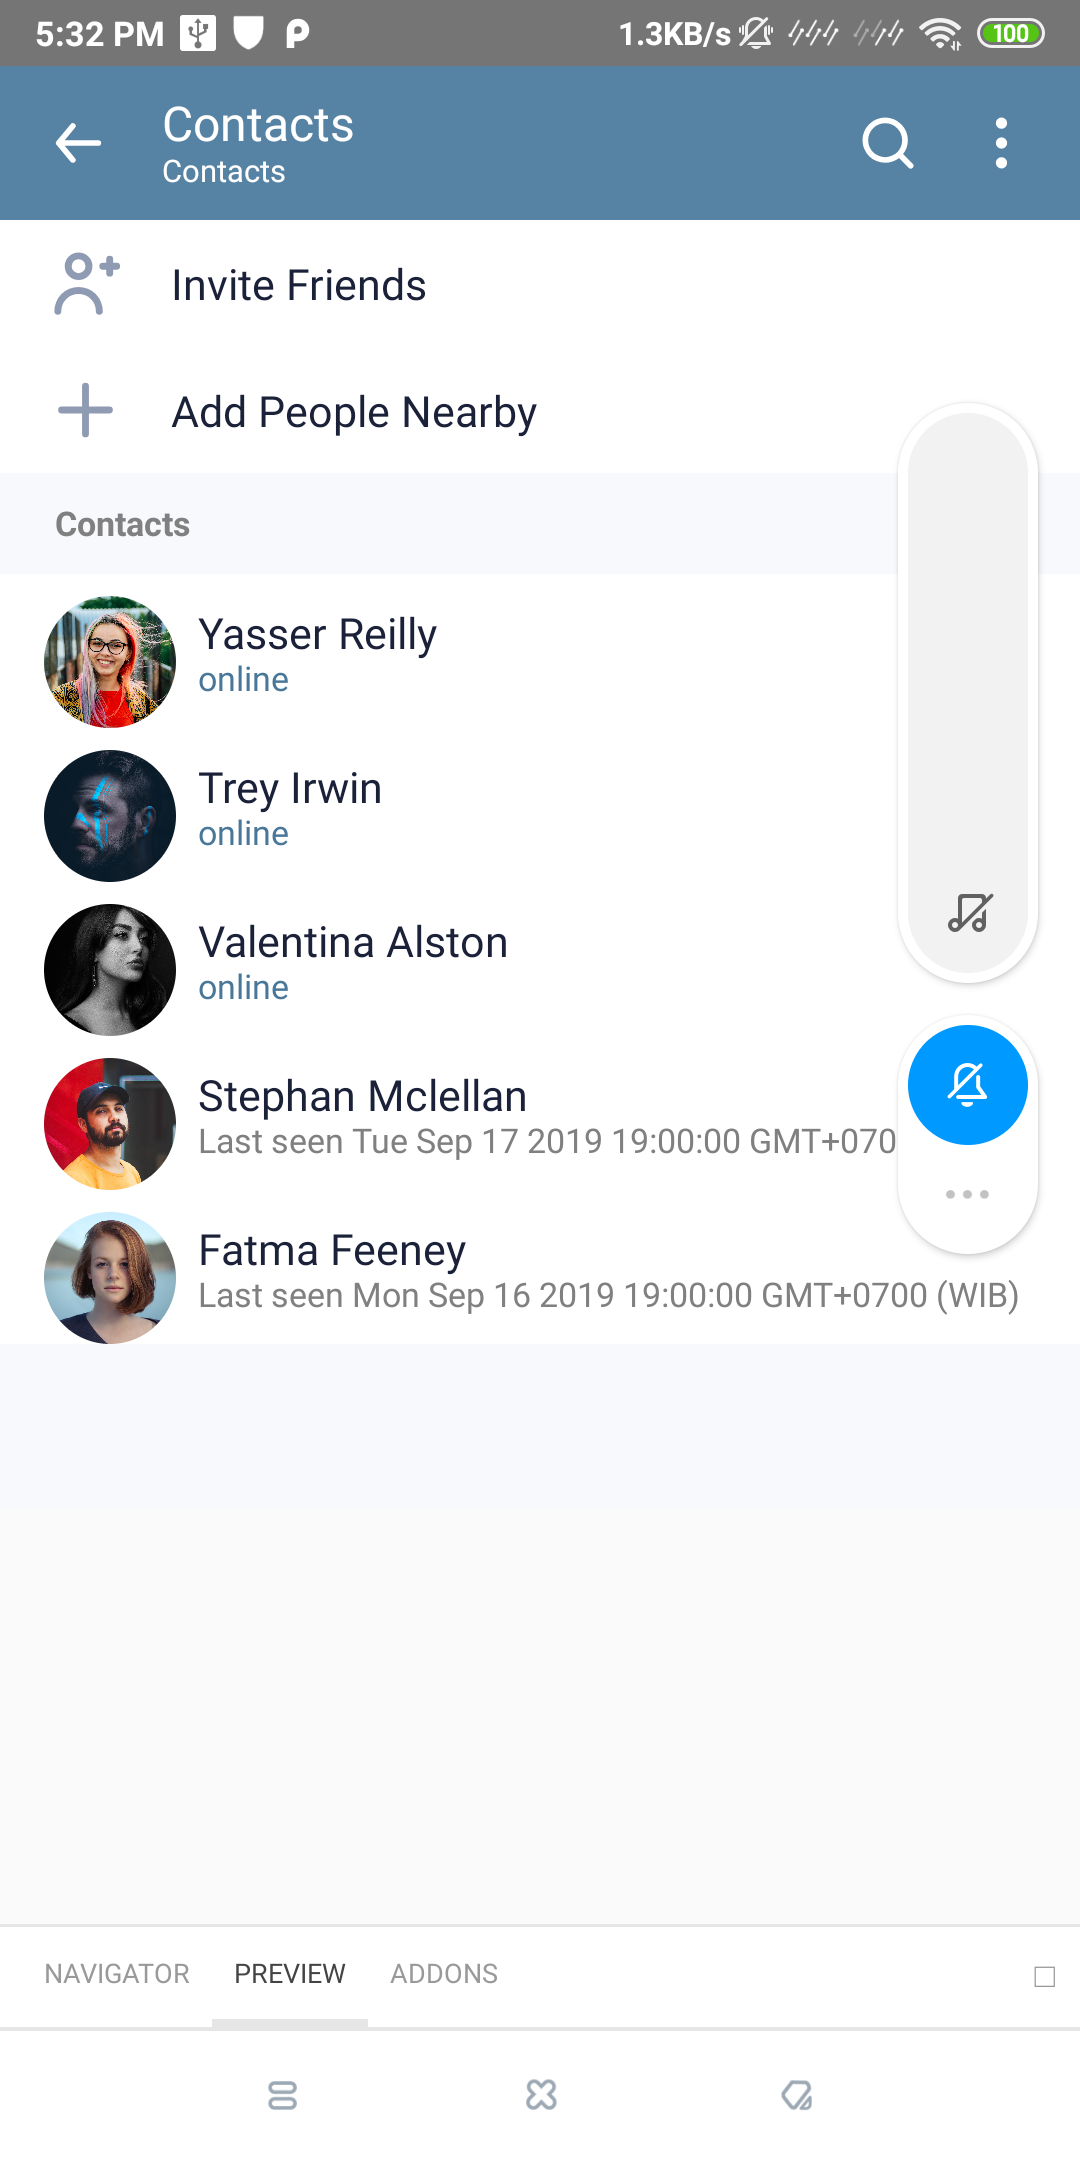 5:32 PM
1.3KB/s
100
Contacts
Contacts
Invite Friends
Add People Nearby
Contacts
Yasser Reilly
online
Trey Irwin
online
Valentina Alston
online
Stephan Mclellan
Last seen Tue Sep 17 2019 19:00:00 GMT+070
Fatma Feeney
Last seen Mon Sep 16 2019 19:00:00 GMT+0700 (WIB)
NAVIGATOR
PREVIEW
ADDONS